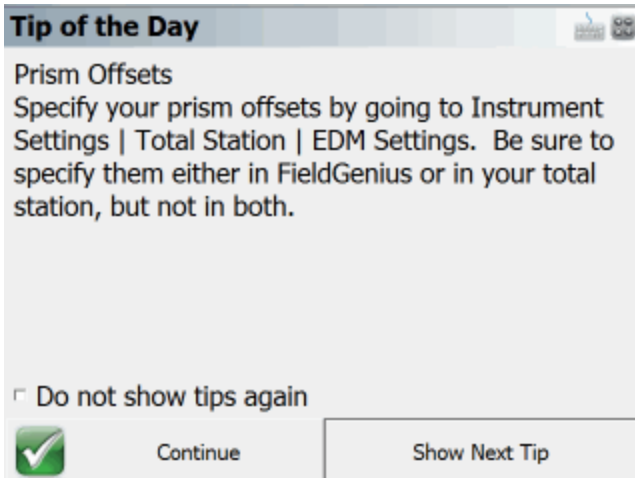 Tip of the Day
Prism Offsets
Specify your prism offsets by going to Instrument
Settings | Total Station | EDM Settings.  Be sure to
specify them either in FieldGenius or in your total
station, but not in both.
Do not show tips again
Continue
Show Next Tip